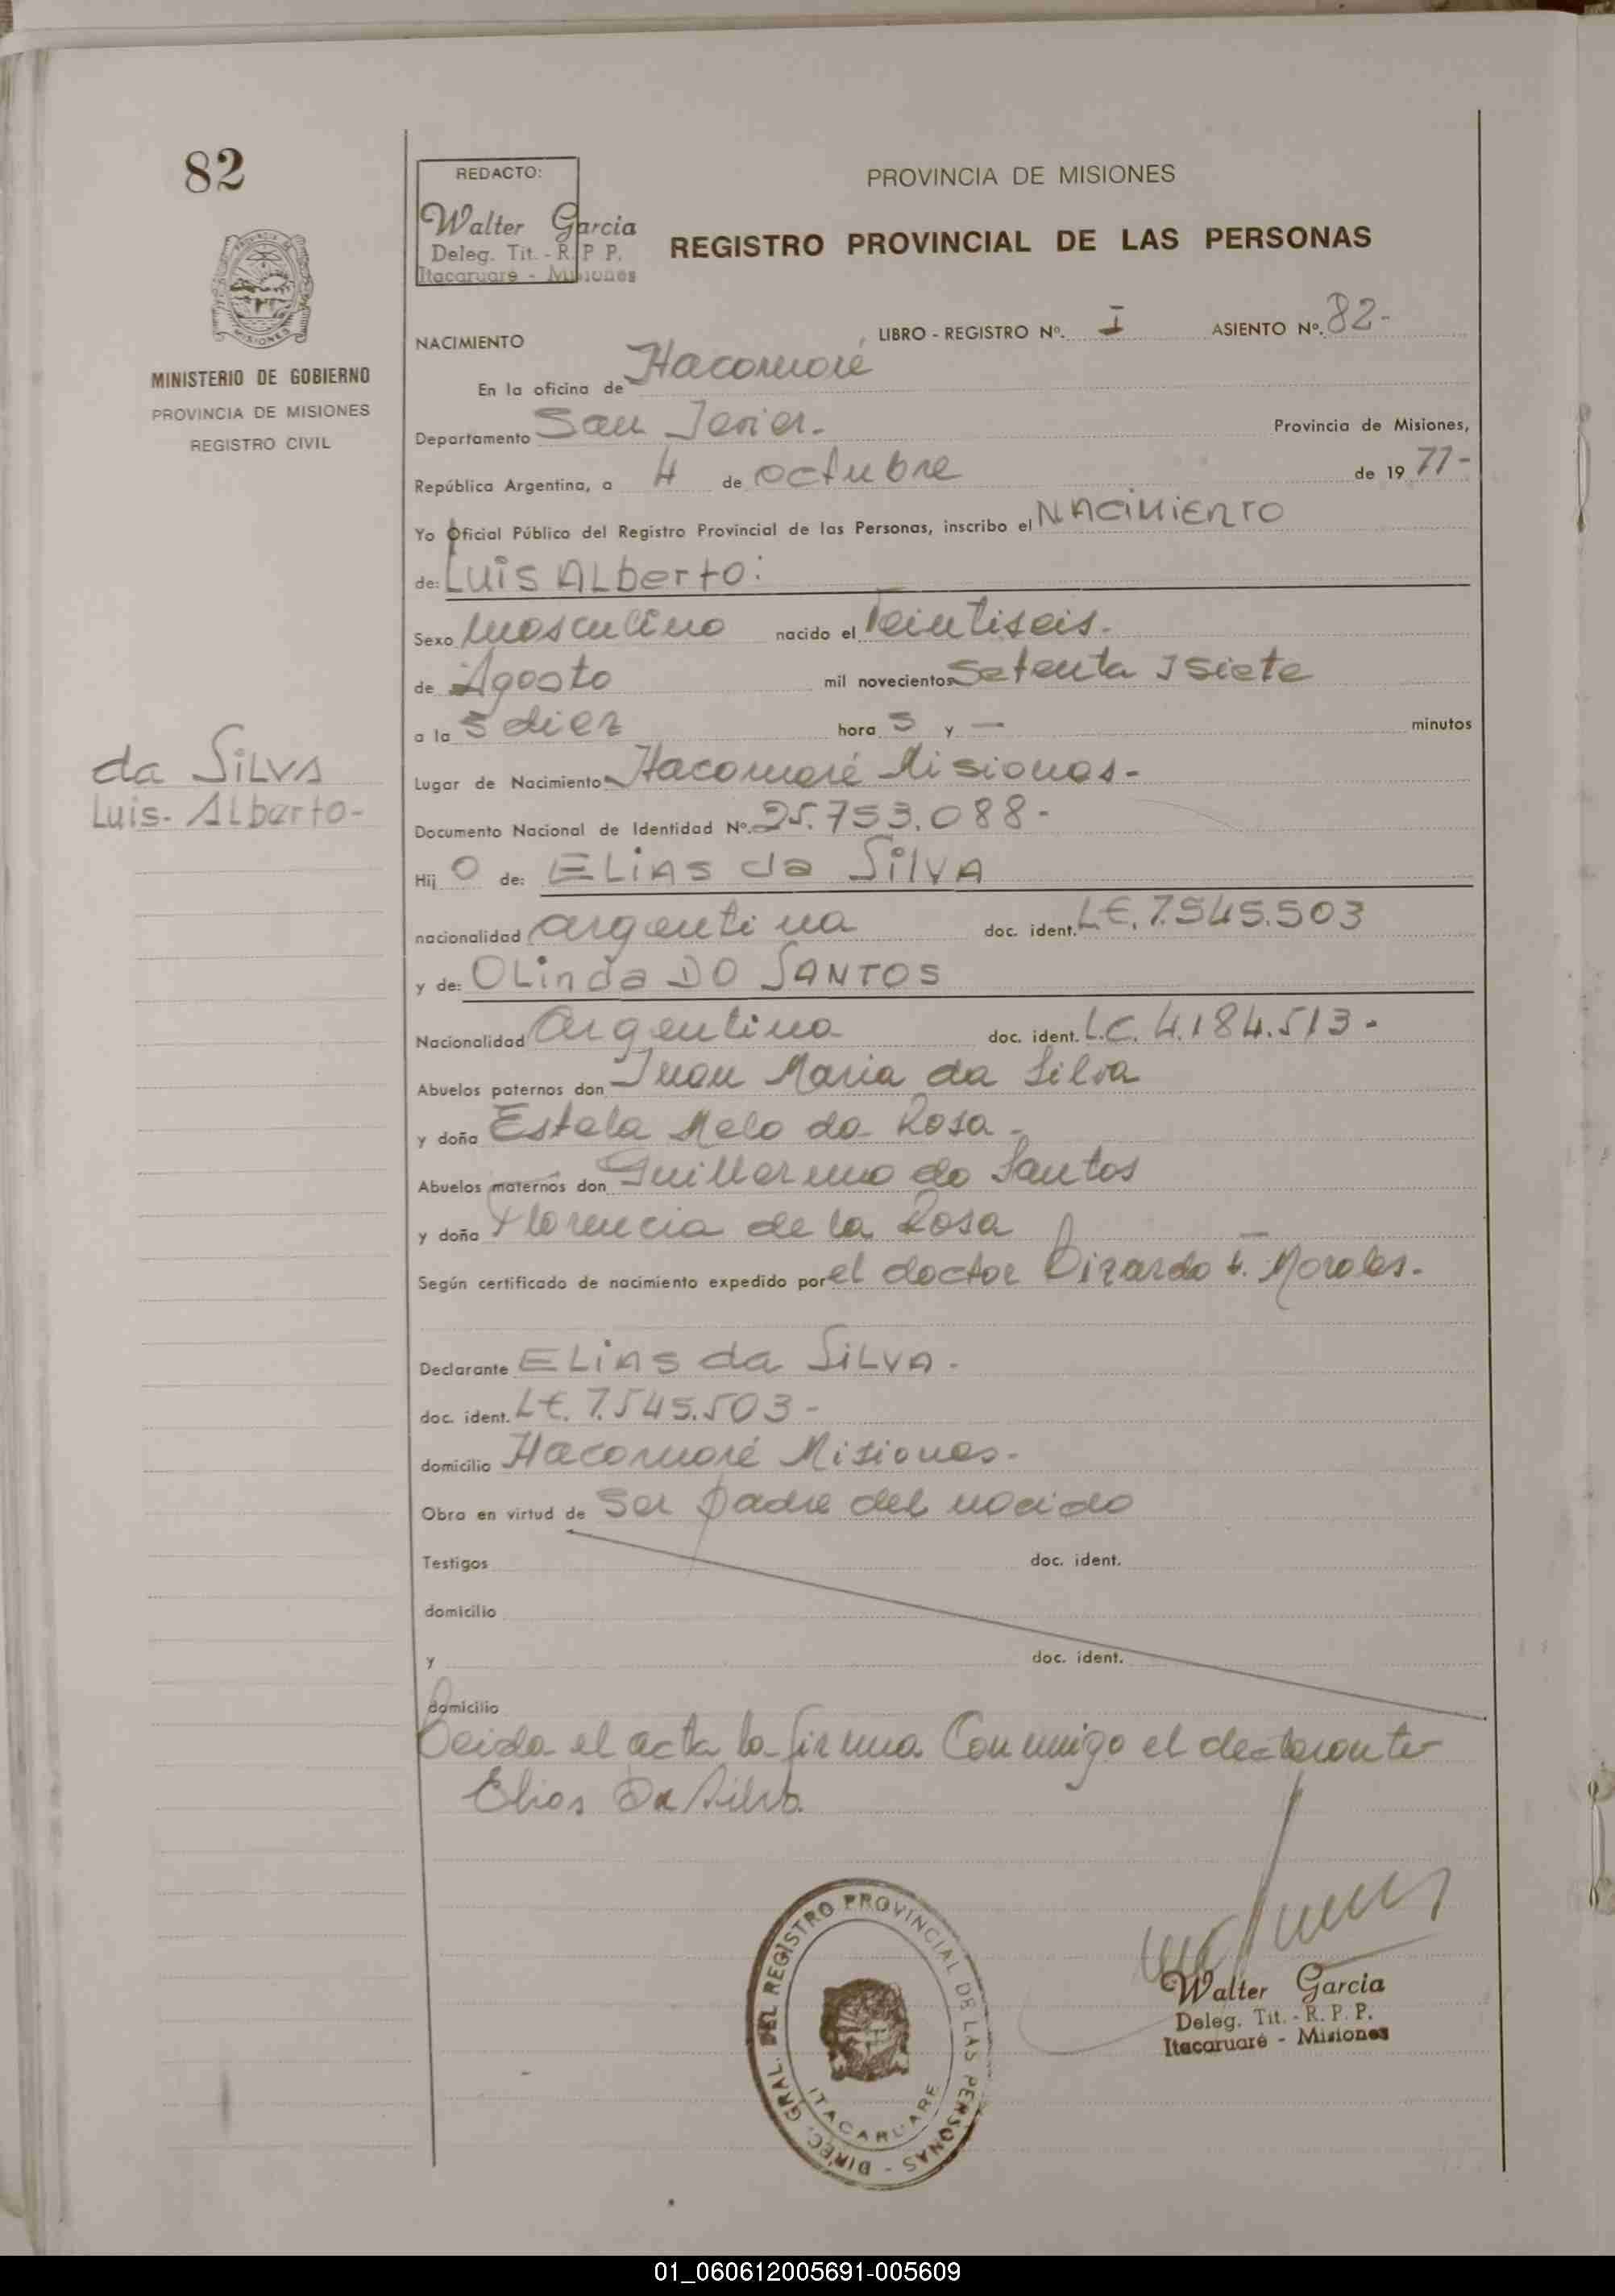 82
REDACTO:
Walter Garcia
Deleg. Tit. - R. P. P.
Itacaruaré - Misiones
PROVINCIA DE MISIONES
REGISTRO PROVINCIAL DE LAS PERSONAS
MINISTERIO DE GOBIERNO
PROVINCIA DE MISIONES
REGISTRO CIVIL
NACIMIENTO LIBRO - REGISTRO Nº. I ASIENTO Nº. 82-
En la oficina de Itacaruaré
Departamento San Javier.-
Provincia de Misiones,
República Argentina, a 4 de octubre de 19 77-
Yo Oficial Público del Registro Provincial de las Personas, inscribo el NACIMIENTO
de: LUIS ALberto:
Sexo Masculino nacido el Veintiseis.-
de Agosto mil novecientos Setenta y Siete
a la s diez hora s y — minutos
da SILVA
Luis- ALberto-
Lugar de Nacimiento Itacaruaré Misiones-
Documento Nacional de Identidad Nº. 25.753.088-
Hij o de: ELIAS da SILVA
nacionalidad argentina doc. ident. L.E. 7.545.503
y de: OLinda DO SANTOS
Nacionalidad Argentina doc. ident. L.C. 4.184.513-
Abuelos paternos don Juan Maria da Silva
y doña Estela Melo da Rosa-
Abuelos maternos don Guillermo do Santos
y doña Florencia de la Rosa
Según certificado de nacimiento expedido por el doctor Morales.-
Declarante ELIAS da SILVA-
doc. ident. L.E. 7.545.503-
domicilio Itacaruaré Misiones-
Obra en virtud de Ser padre del nacido
Testigos doc. ident.
domicilio
y doc. ident.
domicilio
Leida el acta la firma Conmigo el declarante-
Elias Da Silva
DIREC. GRAL. DEL REGISTRO PROVINCIAL DE LAS PERSONAS -
ITACARUARE
Walter Garcia
Deleg. Tit. - R. P. P.
Itacaruaré - Misiones
01_060612005691-005609